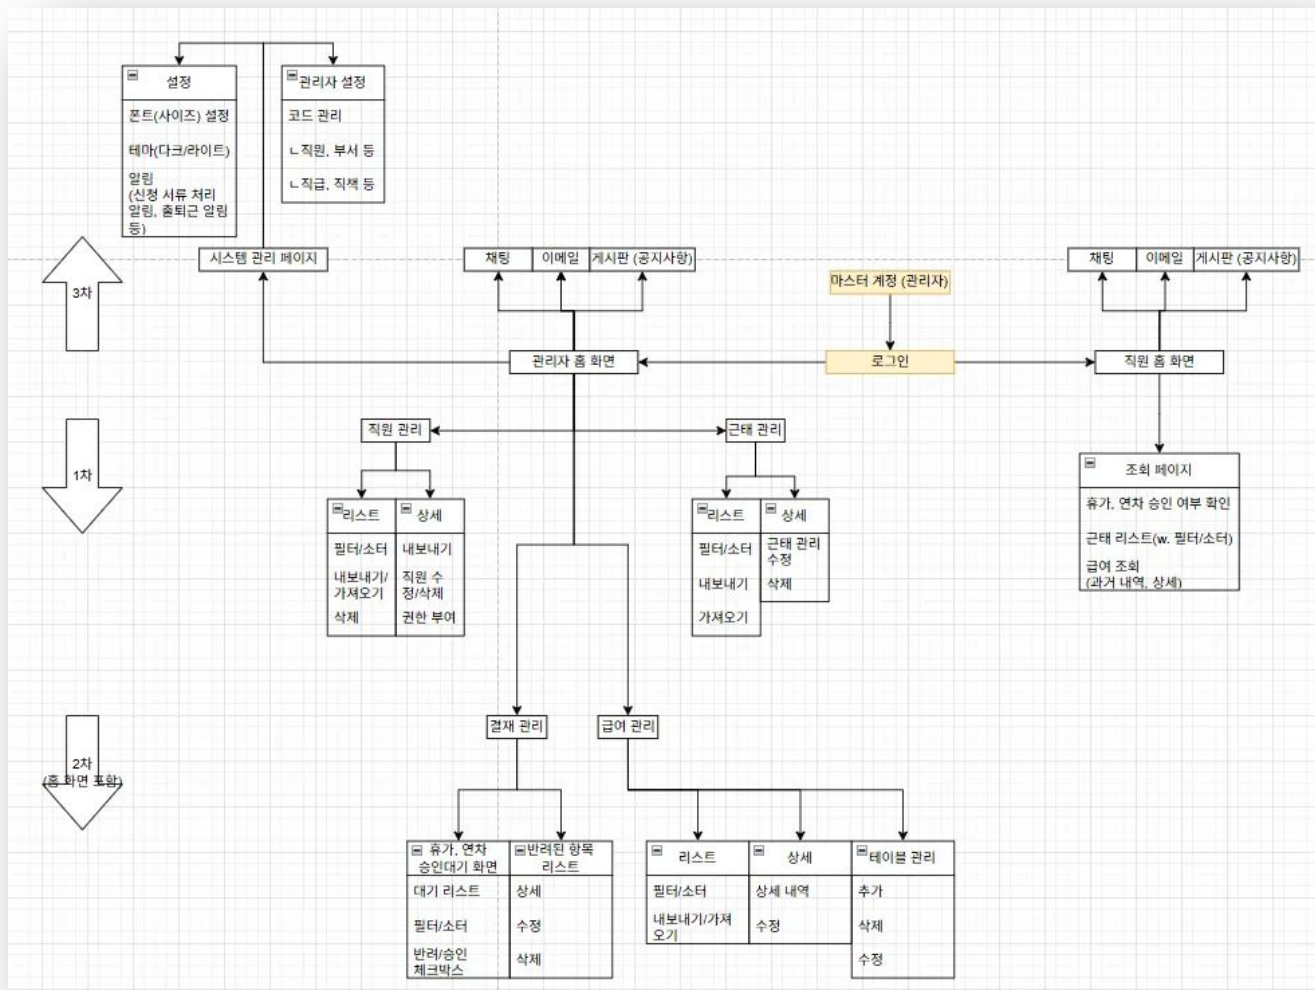 설정
폰트(사이즈) 설정
테마(다크/라이트)
알림
(신청 서류 처리
알림, 출퇴근 알림
등)
관리자 설정
코드 관리
ㄴ직원, 부서 등
ㄴ직급, 직책 등
3차
시스템 관리 페이지
채팅
이메일
게시판 (공지사항)
마스터 계정 (관리자)
채팅
이메일
게시판 (공지사항)
관리자 홈 화면
로그인
직원 홈 화면
1차
직원 관리
근태 관리
리스트
필터/소터
내보내기/
가져오기
삭제
상세
내보내기
직원 수
정/삭제
권한 부여
리스트
필터/소터
내보내기
가져오기
상세
근태 관리
수정
삭제
조회 페이지
휴가, 연차 승인 여부 확인
근태 리스트(w. 필터/소터)
급여 조회
(과거 내역, 상세)
2차
(홈 화면 포함)
결재 관리
급여 관리
휴가, 연차
승인대기 화면
대기 리스트
필터/소터
반려/승인
체크박스
반려된 항목
리스트
상세
수정
삭제
리스트
필터/소터
내보내기/가져
오기
상세
상세 내역
수정
테이블 관리
추가
삭제
수정